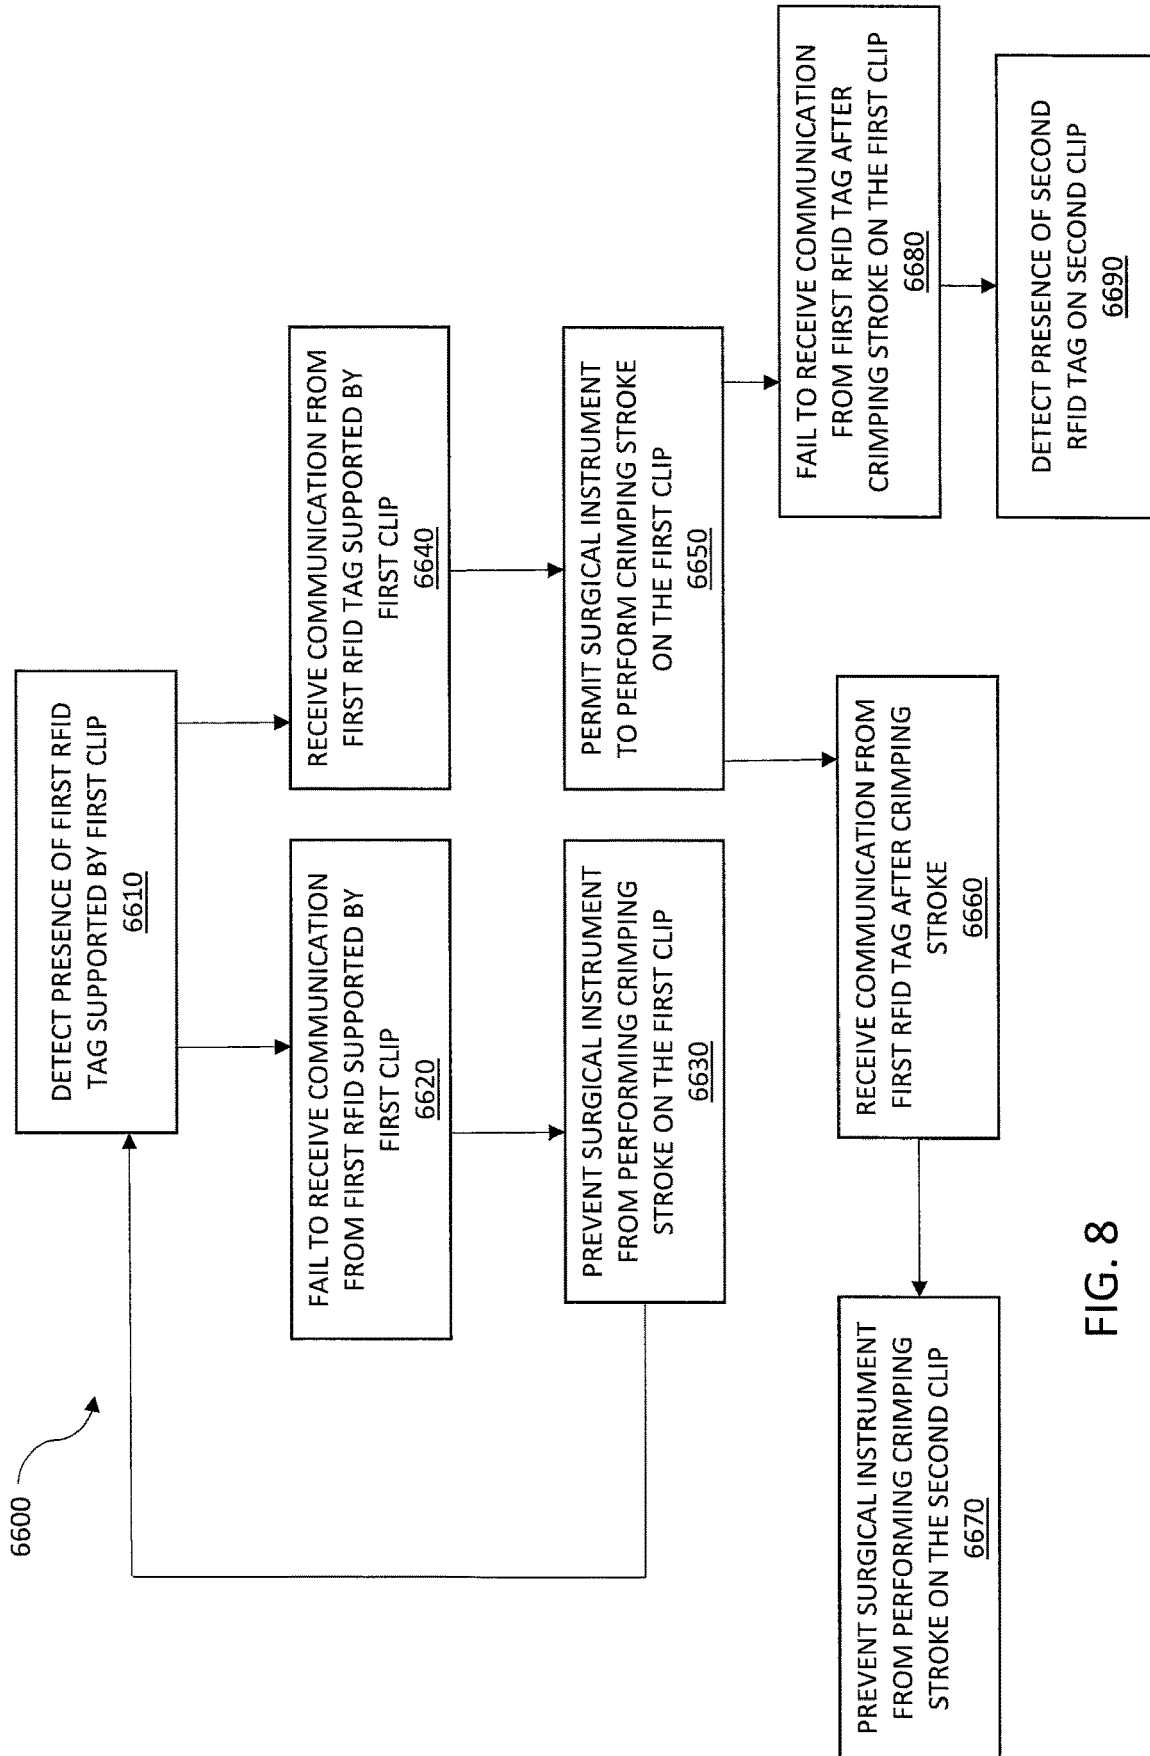 6600
DETECT PRESENCE OF FIRST RFID
TAG SUPPORTED BY FIRST CLIP
6610
FAIL TO RECEIVE COMMUNICATION
FROM FIRST RFID SUPPORTED BY
FIRST CLIP
6620
RECEIVE COMMUNICATION FROM
FIRST RFID TAG SUPPORTED BY
FIRST CLIP
6640
PREVENT SURGICAL INSTRUMENT
FROM PERFORMING CRIMPING
STROKE ON THE FIRST CLIP
6630
PERMIT SURGICAL INSTRUMENT
TO PERFORM CRIMPING STROKE
ON THE FIRST CLIP
6650
PREVENT SURGICAL INSTRUMENT
FROM PERFORMING CRIMPING
STROKE ON THE SECOND CLIP
6670
RECEIVE COMMUNICATION FROM
FIRST RFID TAG AFTER CRIMPING
STROKE
6660
FAIL TO RECEIVE COMMUNICATION
FROM FIRST RFID TAG AFTER
CRIMPING STROKE ON THE FIRST CLIP
6680
DETECT PRESENCE OF SECOND
RFID TAG ON SECOND CLIP
6690
FIG. 8